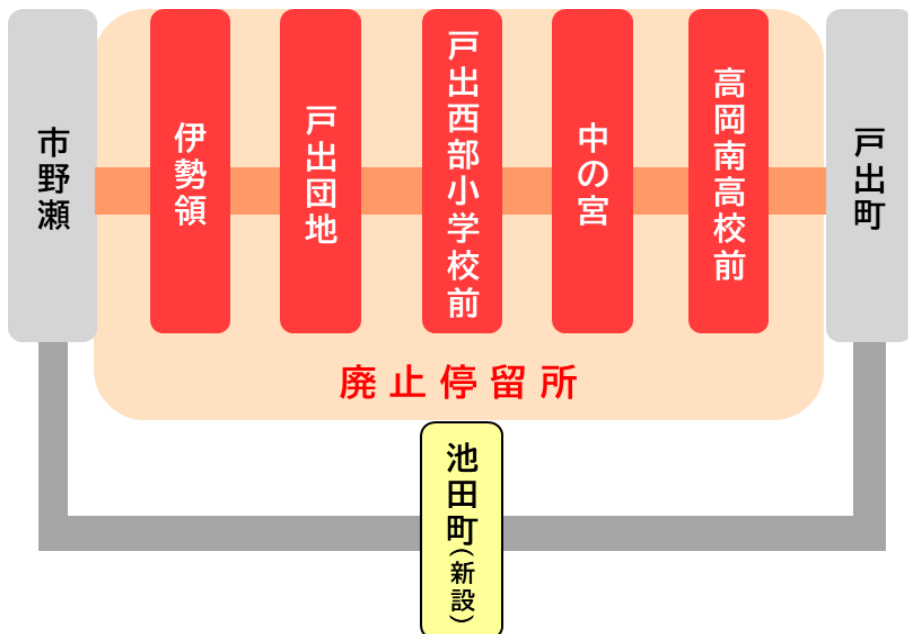 市野瀬
伊勢領
戸出団地
戸出西部小学校前
中の宮
高岡南高校前
戸出町
廃止停留所
池田町(新設)